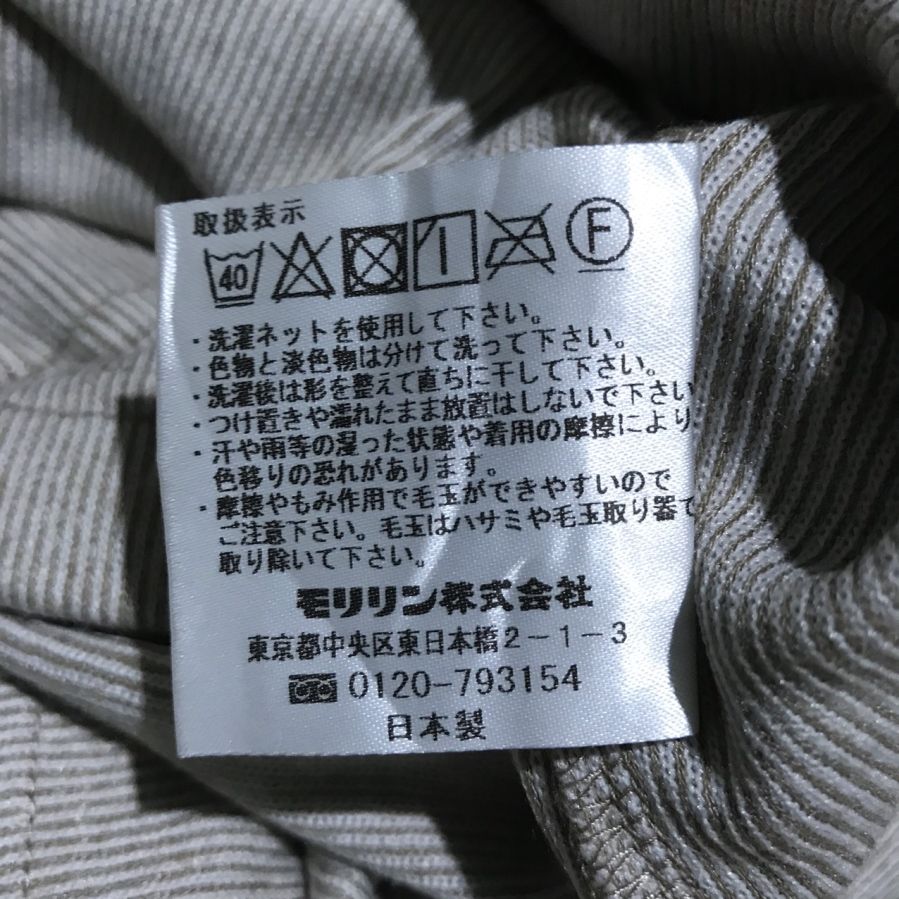 取扱表示
40 F
・洗濯ネットを使用して下さい。
・色物と淡色物は分けて洗って下さい。
・洗濯後は形を整えて直ちに干して下さい。
・つけ置きや濡れたまま放置はしないで下さい
・汗や雨等の湿った状態や着用の摩擦により
色移りの恐れがあります。
・摩擦やもみ作用で毛玉ができやすいので
ご注意下さい。毛玉はハサミや毛玉取り器で
取り除いて下さい。
モリリン株式会社
東京都中央区東日本橋2-1-3
0120-793154
日本製